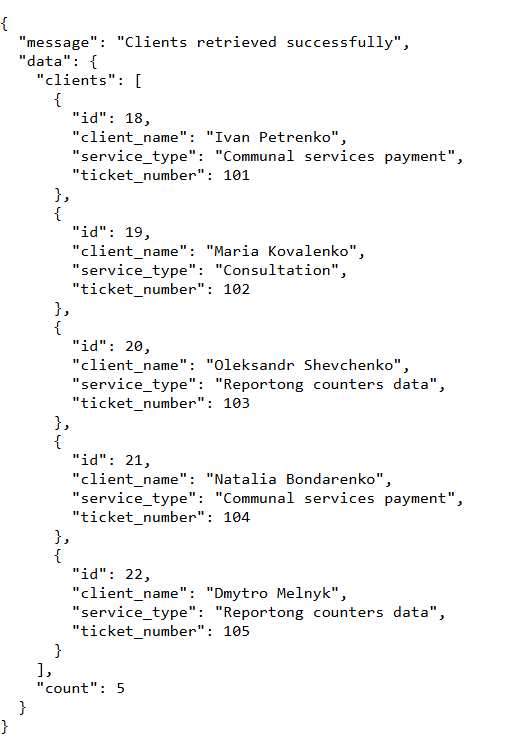 {
  "message": "Clients retrieved successfully",
  "data": {
    "clients": [
      {
        "id": 18,
        "client_name": "Ivan Petrenko",
        "service_type": "Communal services payment",
        "ticket_number": 101
      },
      {
        "id": 19,
        "client_name": "Maria Kovalenko",
        "service_type": "Consultation",
        "ticket_number": 102
      },
      {
        "id": 20,
        "client_name": "Oleksandr Shevchenko",
        "service_type": "Reportong counters data",
        "ticket_number": 103
      },
      {
        "id": 21,
        "client_name": "Natalia Bondarenko",
        "service_type": "Communal services payment",
        "ticket_number": 104
      },
      {
        "id": 22,
        "client_name": "Dmytro Melnyk",
        "service_type": "Reportong counters data",
        "ticket_number": 105
      }
    ],
    "count": 5
  }
}